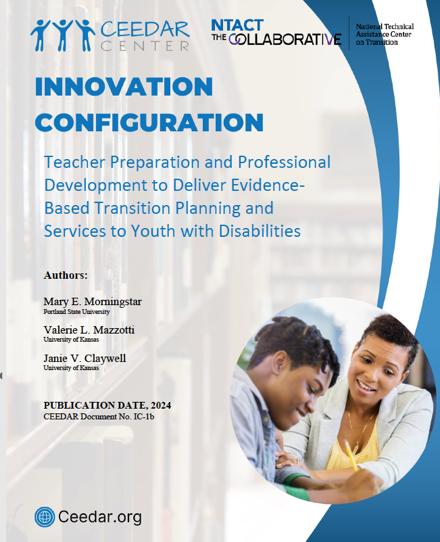 CEEDAR
CENTER
NTACT
THE COLLABORATIVE
National Technical
Assistance Center
on Transition
INNOVATION
CONFIGURATION
Teacher Preparation and Professional
Development to Deliver Evidence-
Based Transition Planning and
Services to Youth with Disabilities
Authors:
Mary E. Morningstar
Portland State University
Valerie L. Mazzotti
University of Kansas
Janie V. Claywell
University of Kansas
PUBLICATION DATE, 2024
CEEDAR Document No. IC-1b
Ceedar.org